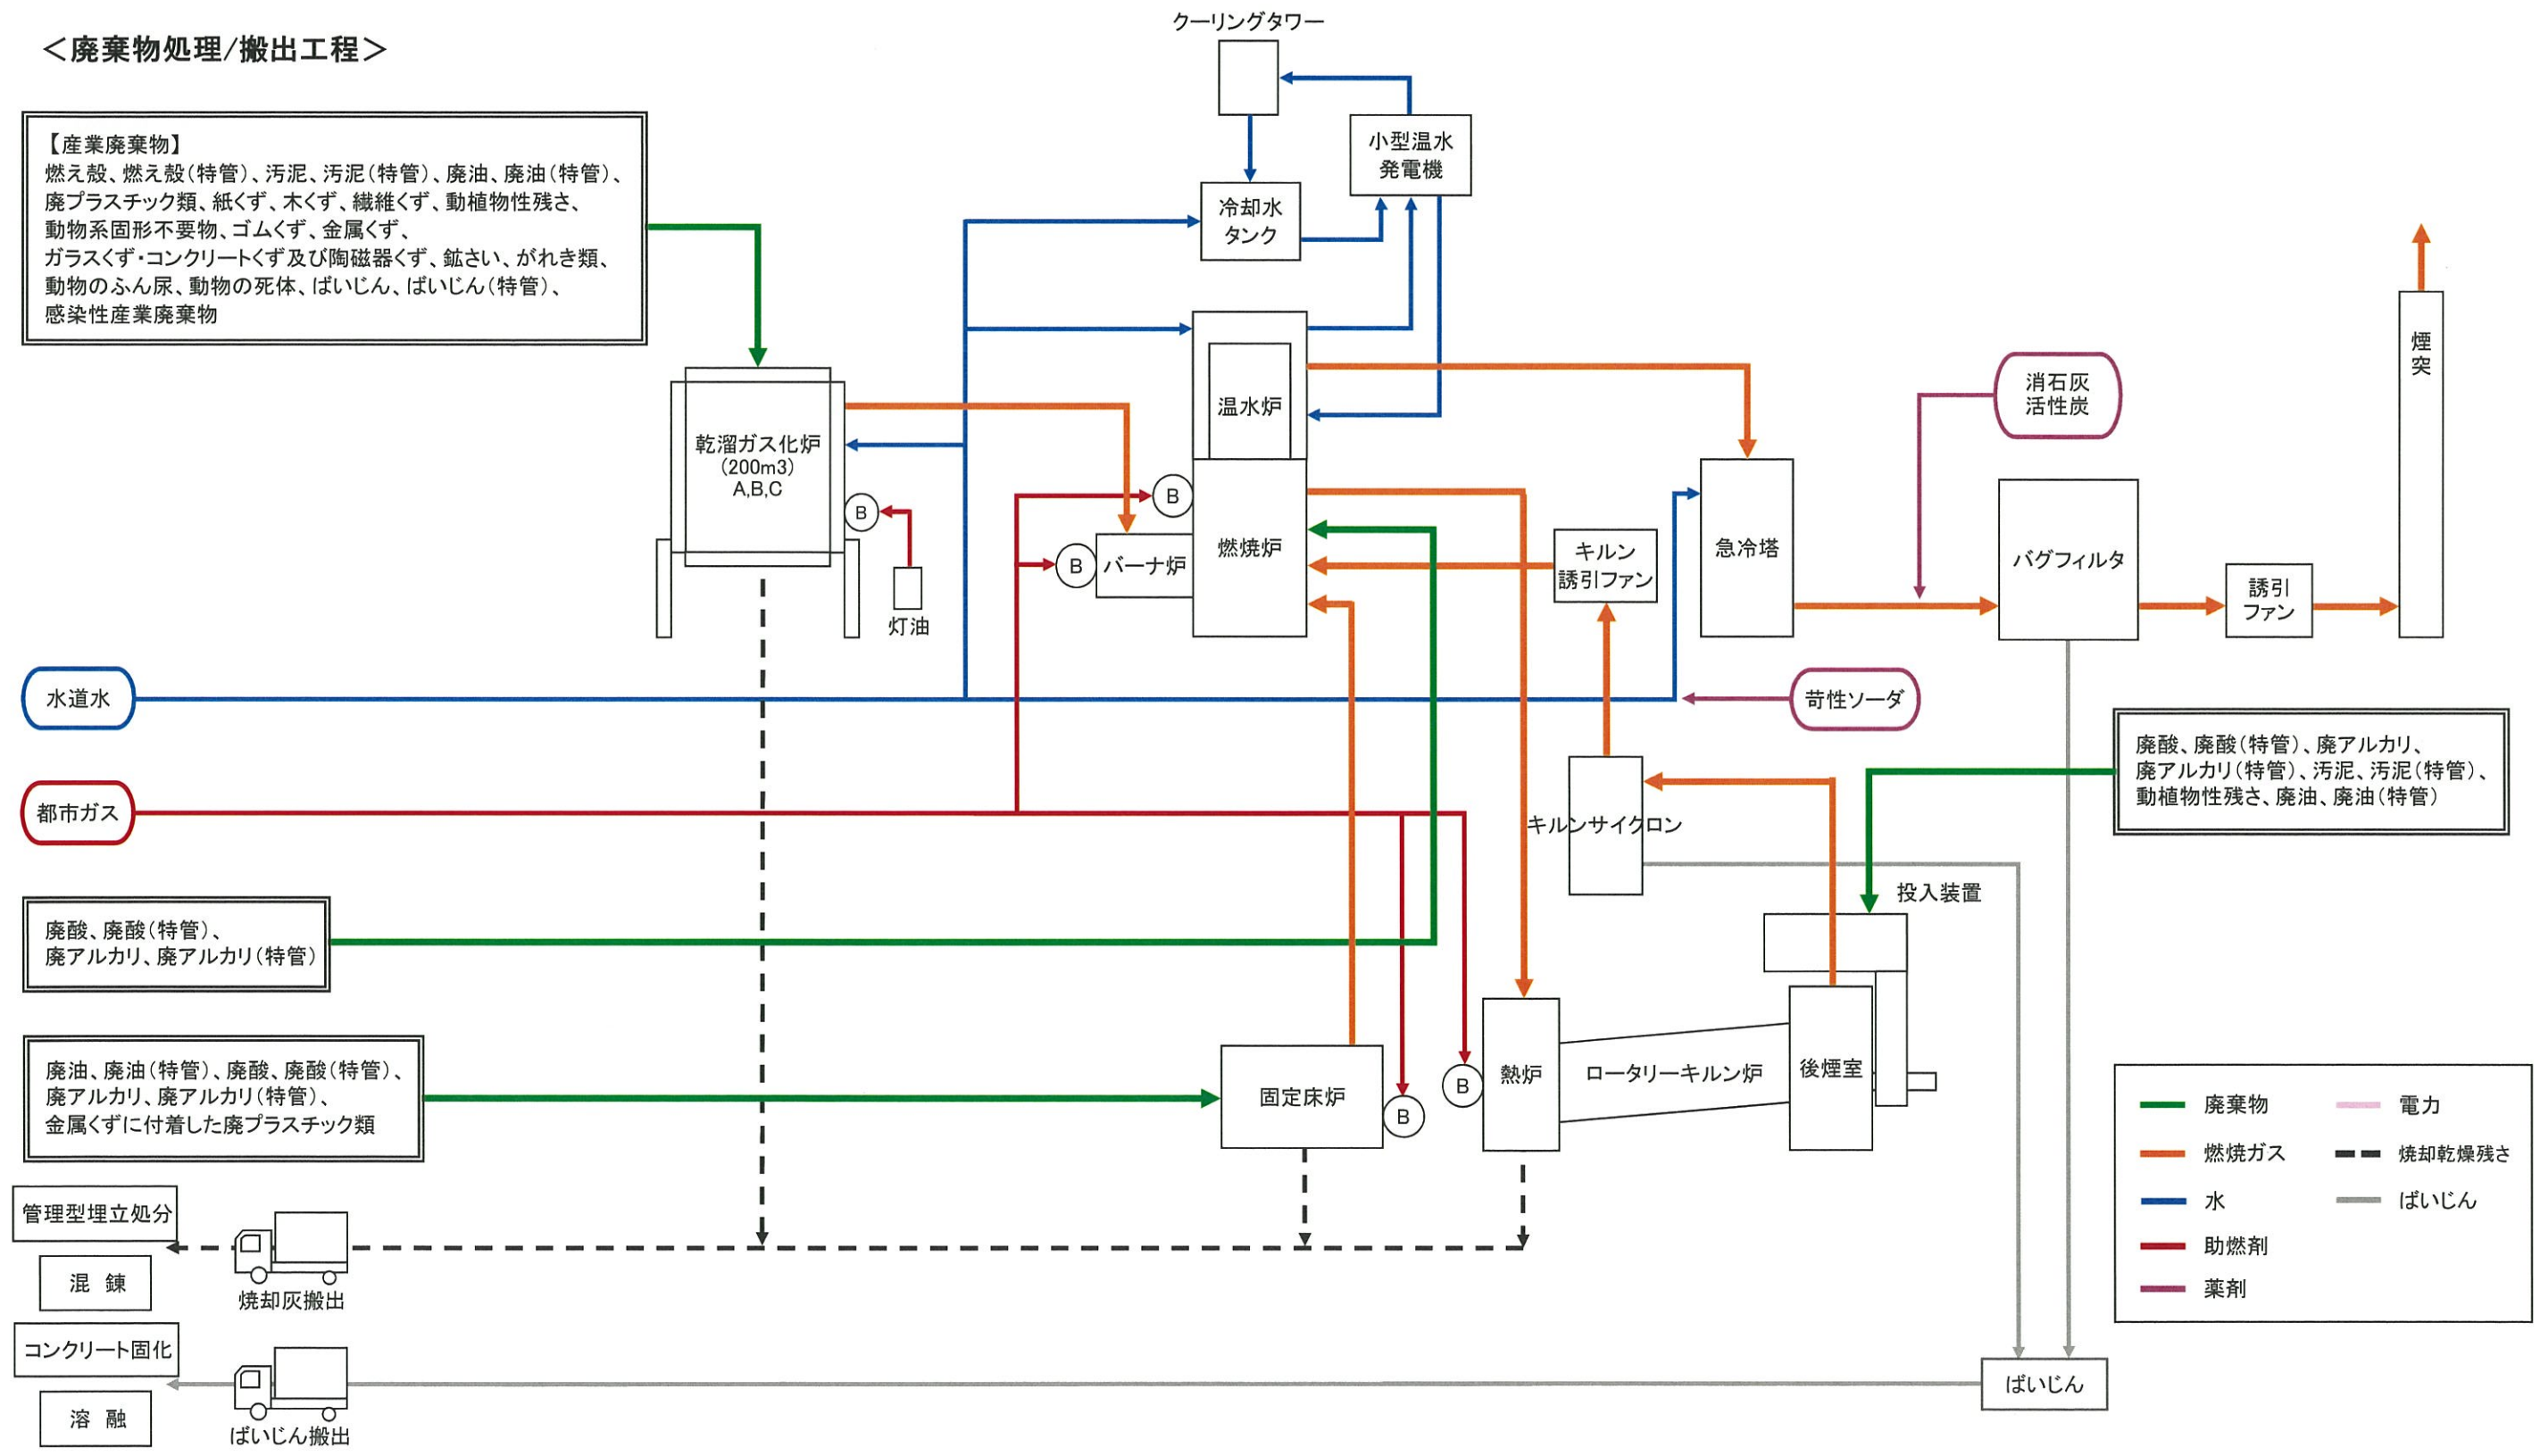 ＜廃棄物処理/搬出工程＞
クーリングタワー
小型温水
発電機
冷却水
タンク
【産業廃棄物】
燃え殻、燃え殻（特管）、汚泥、汚泥（特管）、廃油、廃油（特管）、
廃プラスチック類、紙くず、木くず、繊維くず、動植物性残さ、
動物系固形不要物、ゴムくず、金属くず、
ガラスくず・コンクリートくず及び陶磁器くず、鉱さい、がれき類、
動物のふん尿、動物の死体、ばいじん、ばいじん（特管）、
感染性産業廃棄物
乾溜ガス化炉
（200m3）
A,B,C
B
灯油
温水炉
B
B
バーナ炉
燃焼炉
キルン
誘引ファン
急冷塔
消石灰
活性炭
バグフィルタ
誘引
ファン
煙突
水道水
苛性ソーダ
都市ガス
キルンサイクロン
廃酸、廃酸（特管）、廃アルカリ、
廃アルカリ（特管）、汚泥、汚泥（特管）、
動植物性残さ、廃油、廃油（特管）
投入装置
廃酸、廃酸（特管）、
廃アルカリ、廃アルカリ（特管）
廃油、廃油（特管）、廃酸、廃酸（特管）、
廃アルカリ、廃アルカリ（特管）、
金属くずに付着した廃プラスチック類
固定床炉
B
B
熱炉
ロータリーキルン炉
後煙室
廃棄物
電力
燃焼ガス
焼却乾燥残さ
水
ばいじん
助燃剤
薬剤
管理型埋立処分
混 錬
焼却灰搬出
コンクリート固化
溶 融
ばいじん搬出
ばいじん